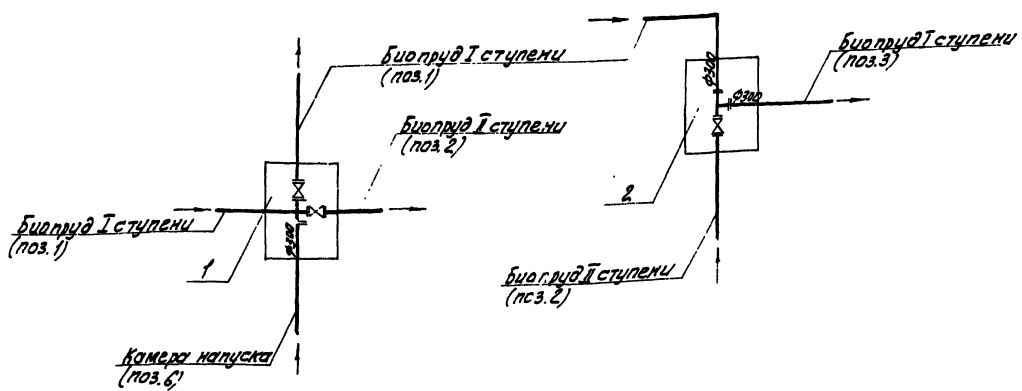 Биопруд I ступени
(поз.1)
Биопруд II ступени
(поз.2)
Биопруд I ступени
(поз.1)
1
Ф300
Камера напуска
(поз.6)
Ф300
Ф300
Биопруд I ступени
(поз.3)
2
Биопруд II ступени
(поз.2)